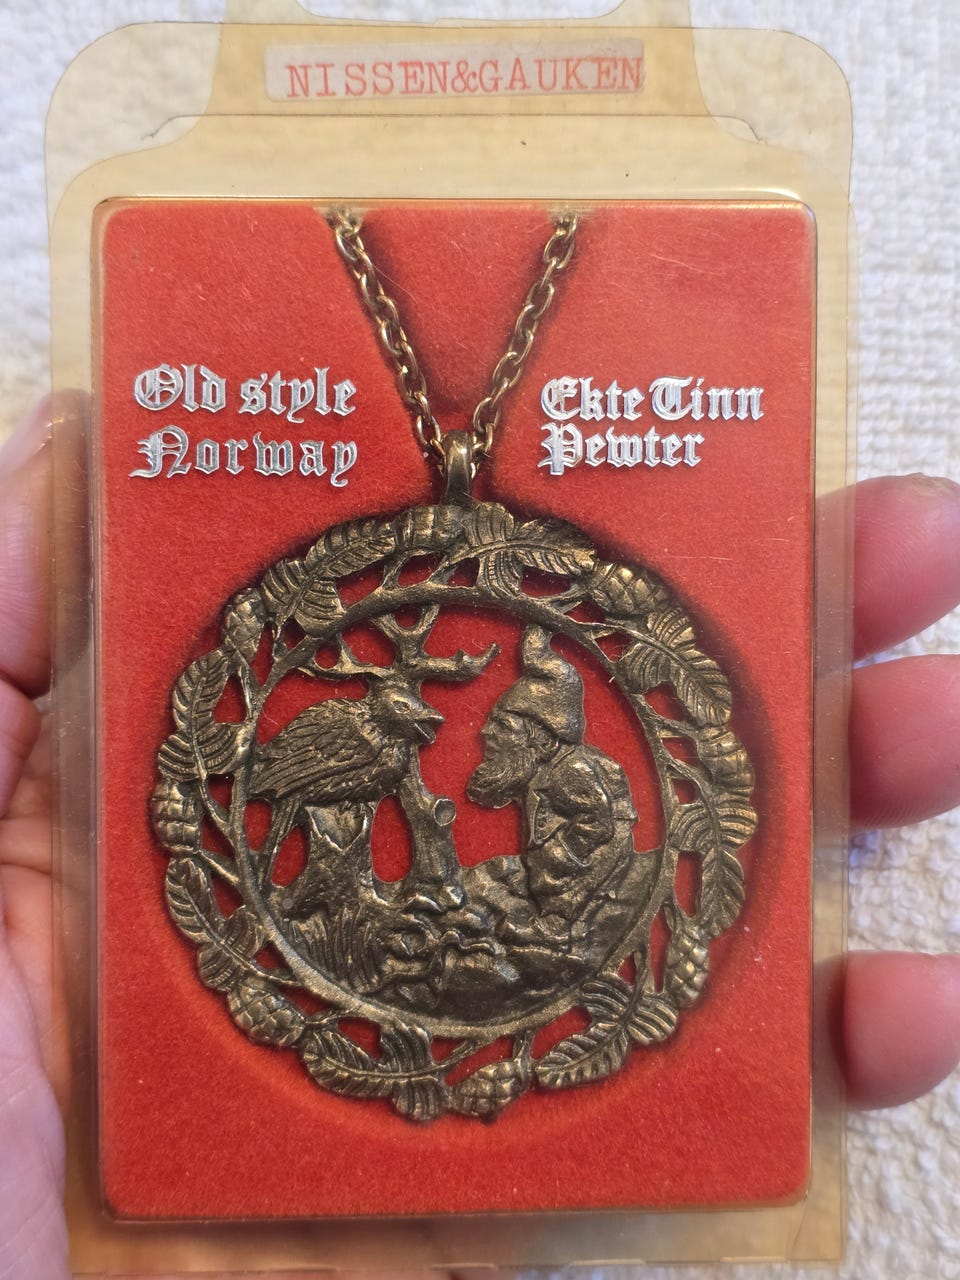 NISSEN&GAUKEN
Old style
Norway
Ekte Tinn
Pewter